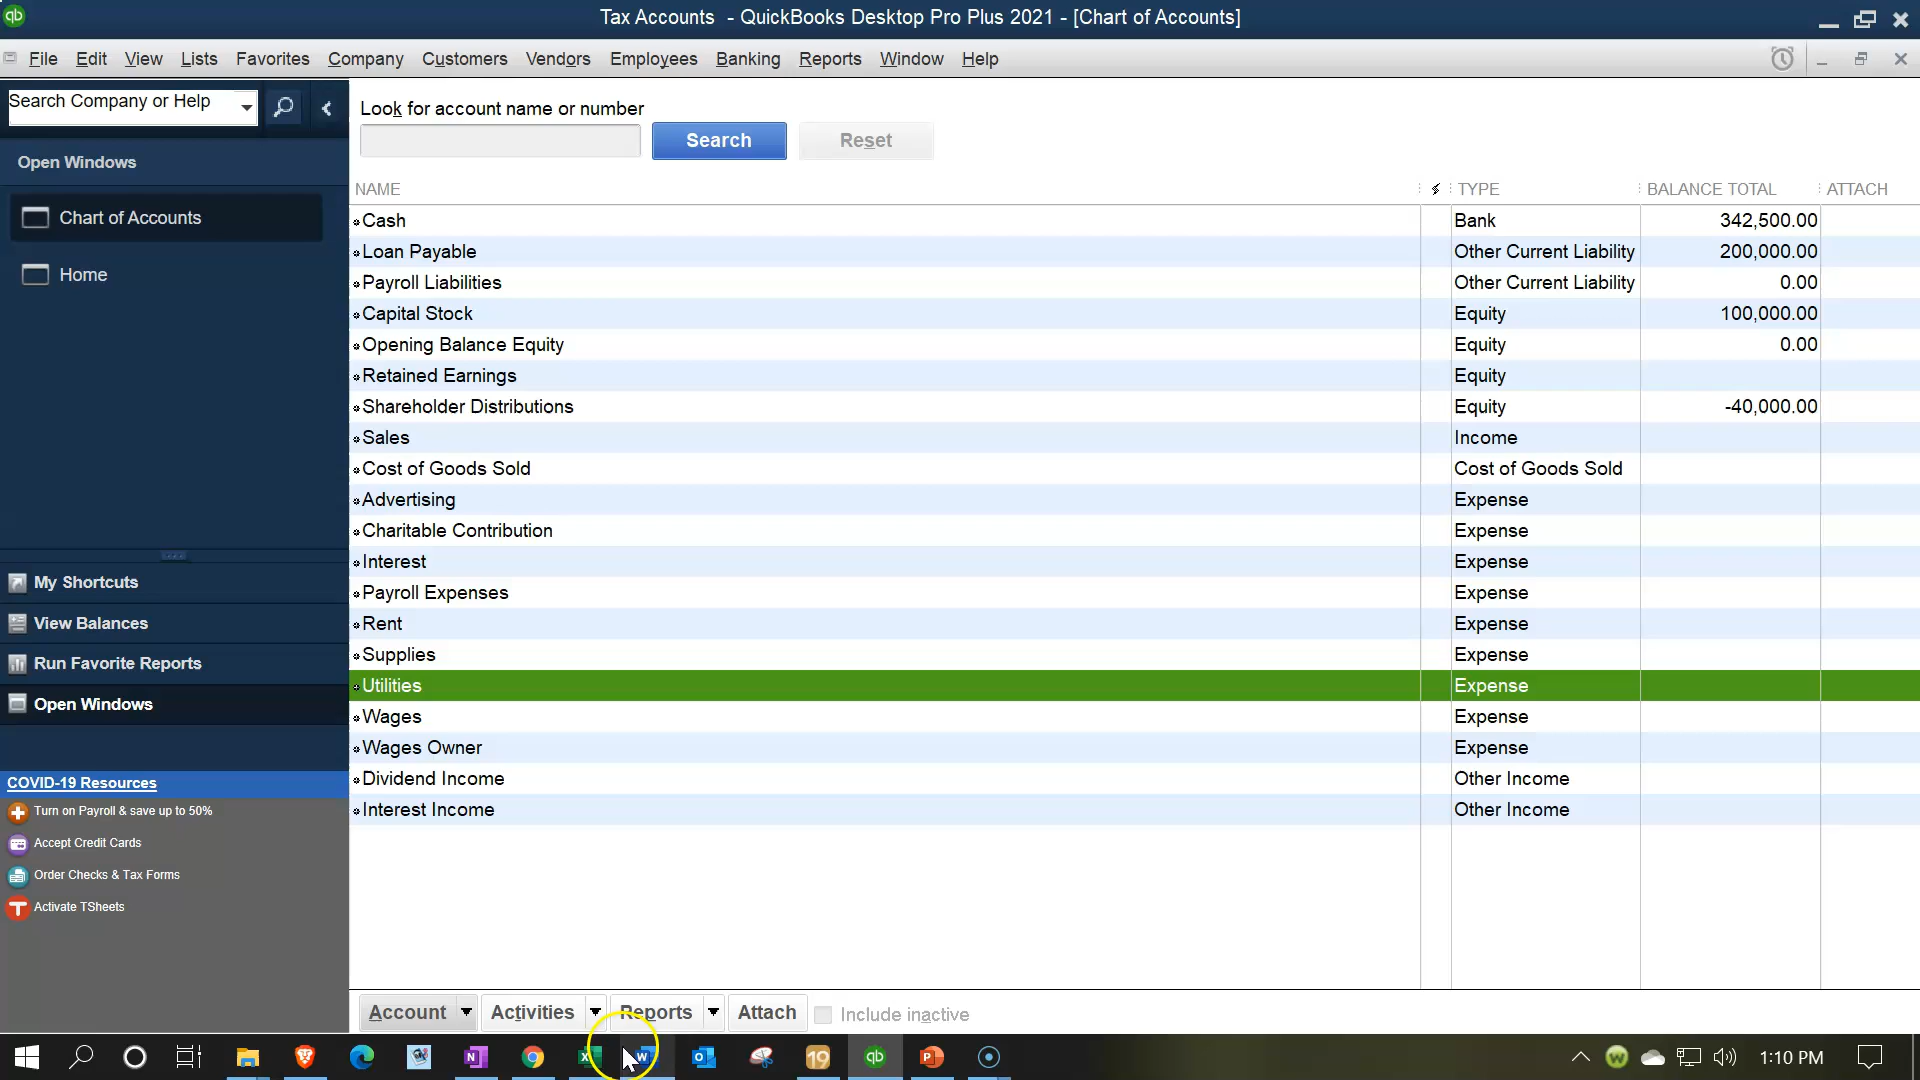 qb
Tax Accounts - QuickBooks Desktop Pro Plus 2021 - [Chart of Accounts]
File Edit View Lists Favorites Company Customers Vendors Employees Banking Reports Window Help
Search Company or Help
Look for account name or number
Search Reset
Open Windows
Chart of Accounts
Home
My Shortcuts
View Balances
Run Favorite Reports
Open Windows
COVID-19 Resources
Turn on Payroll & save up to 50%
Accept Credit Cards
Order Checks & Tax Forms
Activate TSheets
NAME TYPE BALANCE TOTAL ATTACH
Cash Bank 342,500.00
Loan Payable Other Current Liability 200,000.00
Payroll Liabilities Other Current Liability 0.00
Capital Stock Equity 100,000.00
Opening Balance Equity Equity 0.00
Retained Earnings Equity
Shareholder Distributions Equity -40,000.00
Sales Income
Cost of Goods Sold Cost of Goods Sold
Advertising Expense
Charitable Contribution Expense
Interest Expense
Payroll Expenses Expense
Rent Expense
Supplies Expense
Utilities Expense
Wages Expense
Wages Owner Expense
Dividend Income Other Income
Interest Income Other Income
Account Activities Reports Attach Include inactive
19 qb 1:10 PM